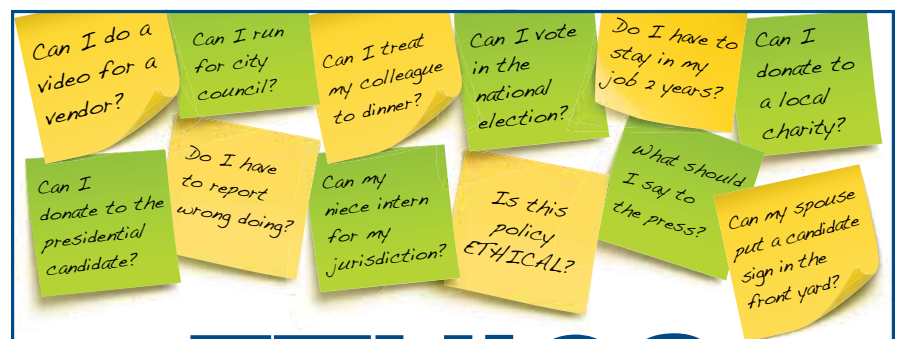 Can I do a
video for a
vendor?
Can I run
for city
council?
Can I treat
my colleague
to dinner?
Can I vote
in the
national
election?
Do I have to
stay in my
job 2 years?
Can I
donate to
a local
charity?
Can I
donate to the
presidential
candidate?
Do I have
to report
wrong doing?
Can my
niece intern
for my
jurisdiction?
Is this
policy
ETHICAL?
What should
I say to
the press?
Can my spouse
put a candidate
sign in the
front yard?